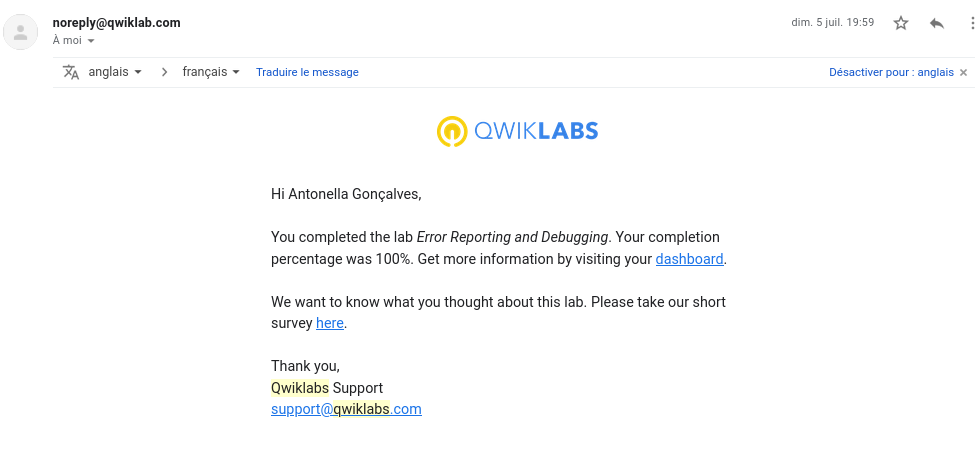 noreply@qwiklab.com
dim. 5 juil. 19:59
À moi
anglais
français
Traduire le message
Désactiver pour : anglais
QWIKLABS
Hi Antonella Gonçalves,
You completed the lab Error Reporting and Debugging. Your completion
percentage was 100%. Get more information by visiting your dashboard.
We want to know what you thought about this lab. Please take our short
survey here.
Thank you,
Qwiklabs Support
support@qwiklabs.com